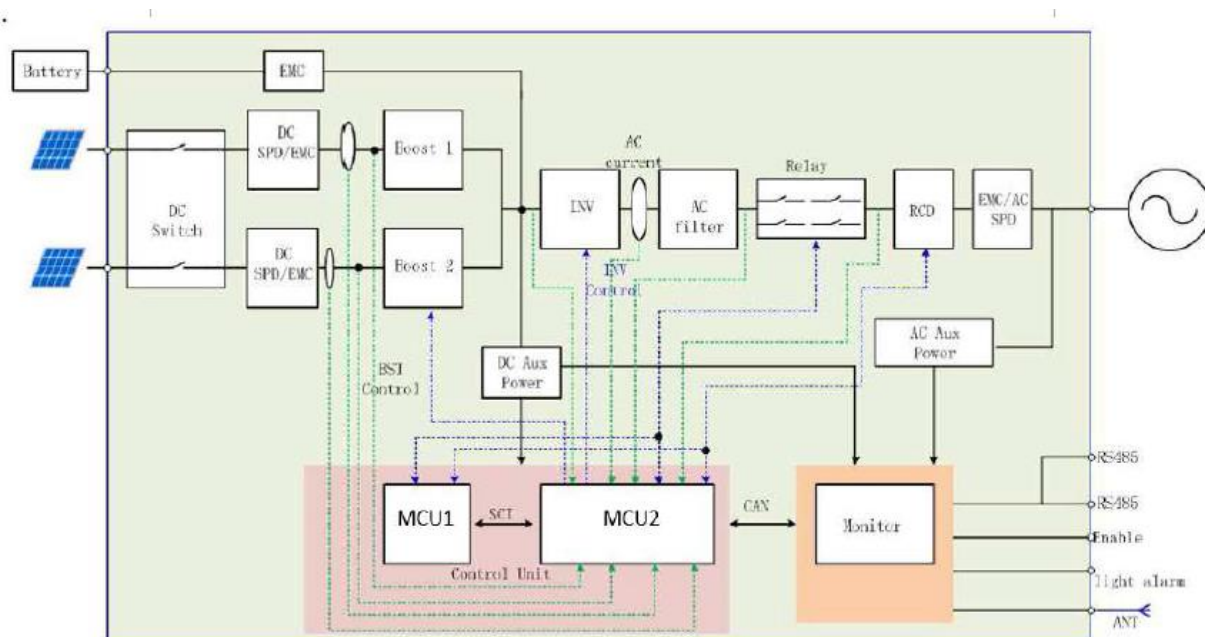 Battery
EMC
DC
SPD/EMC
Boost 1
DC
Switch
DC
SPD/EMC
Boost 2
INV
AC
current
AC
filter
Relay
RCD
EMC/AC
SPD
INV
Control
BST
Control
DC Aux
Power
AC Aux
Power
MCU1
SCI
MCU2
CAN
Control Unit
Monitor
RS485
RS485
Enable
light alarm
ANT